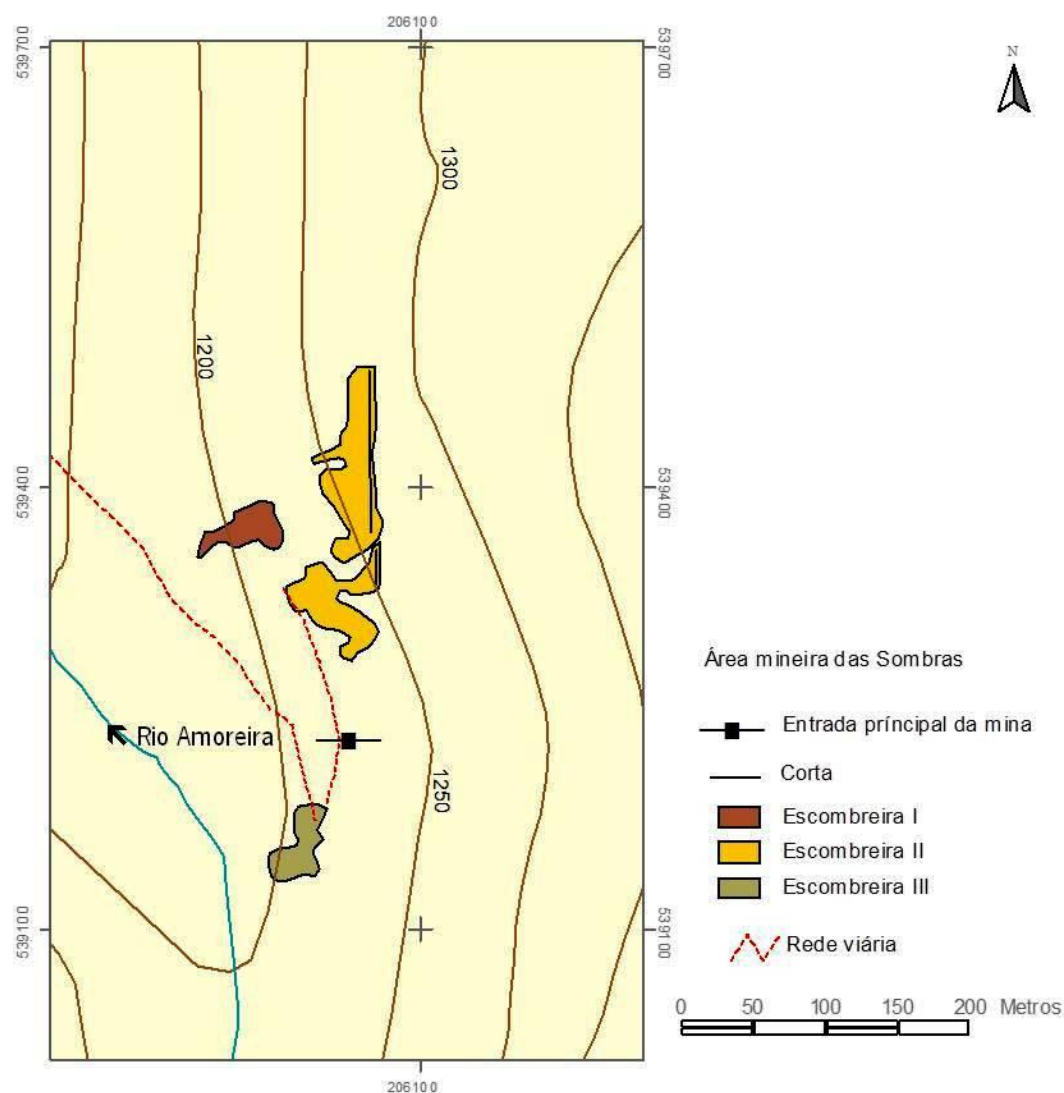 206100
539700
539700
N
1300
1200
539400
539400
Rio Amoreira
1250
539100
539100
206100
Área mineira das Sombras
Entrada príncipal da mina
Corta
Escombreira I
Escombreira II
Escombreira III
Rede viária
0 50 100 150 200 Metros